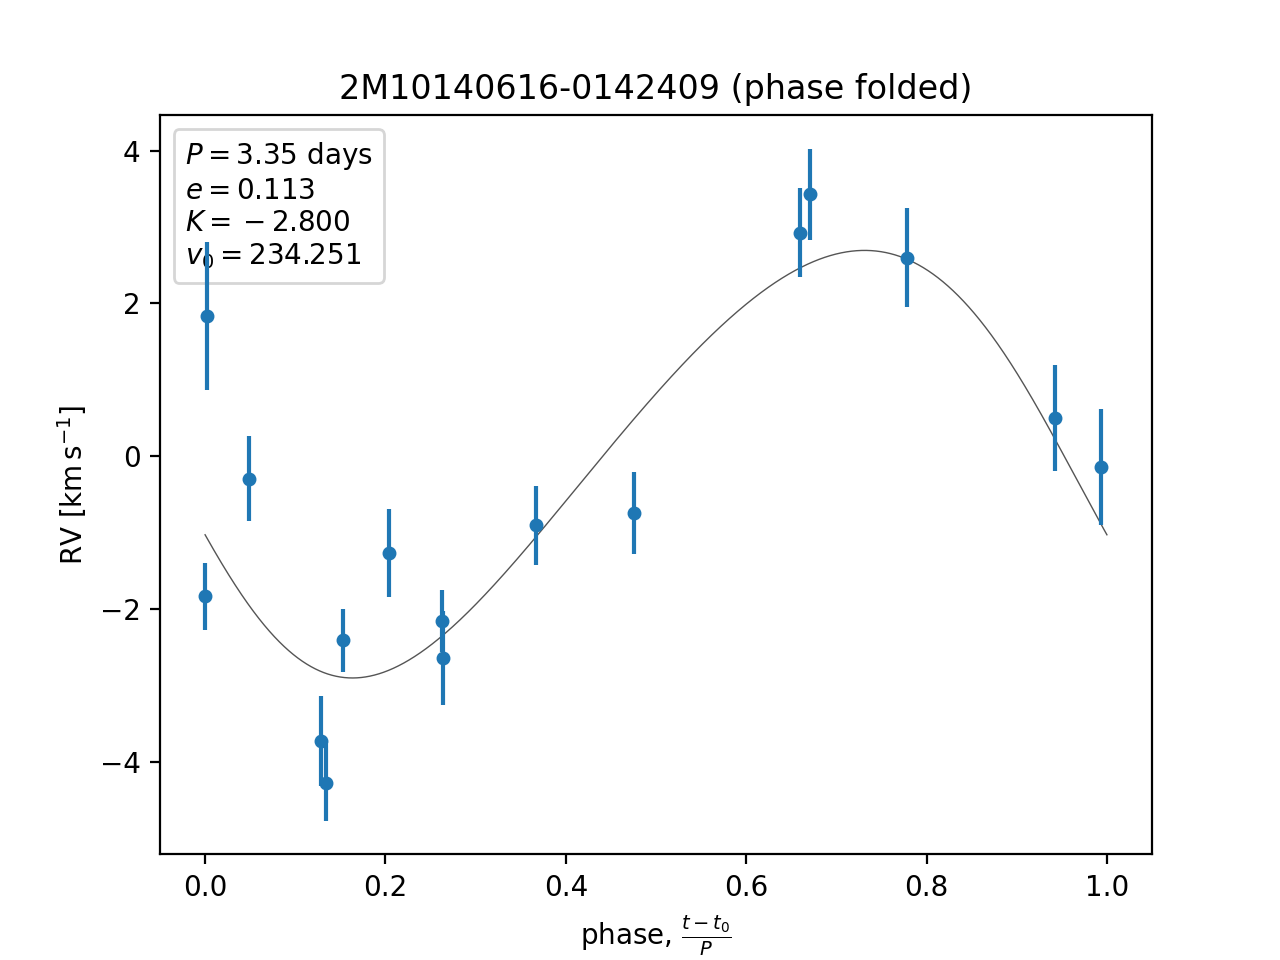 2M10140616-0142409 (phase folded)
P = 3.35 days
e = 0.113
K = −2.800
v₀ = 234.251
4
2
0
−2
−4
RV [km s⁻¹]
0.0 0.2 0.4 0.6 0.8 1.0
phase, (t − t₀)/P